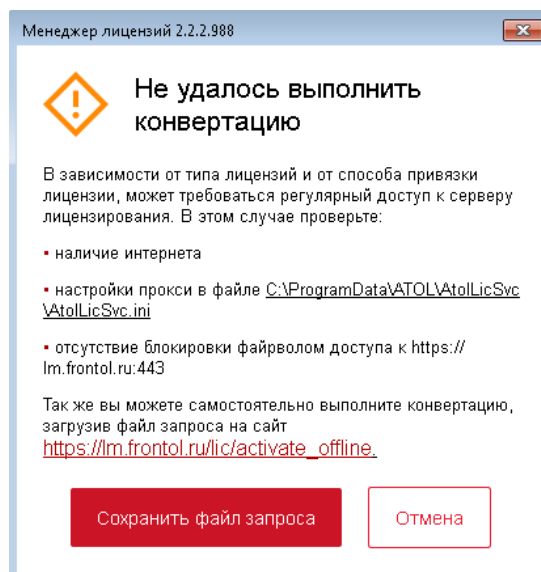 Менеджер лицензий 2.2.2.988
Не удалось выполнить
конвертацию
В зависимости от типа лицензий и от способа привязки
лицензии, может требоваться регулярный доступ к серверу
лицензирования. В этом случае проверьте:
▪ наличие интернета
▪ настройки прокси в файле C:\ProgramData\ATOL\AtolLicSvc
\AtolLicSvc.ini
▪ отсутствие блокировки файрволом доступа к https://
lm.frontol.ru:443
Так же вы можете самостоятельно выполните конвертацию,
загрузив файл запроса на сайт
https://lm.frontol.ru/lic/activate_offline.
Сохранить файл запроса
Отмена